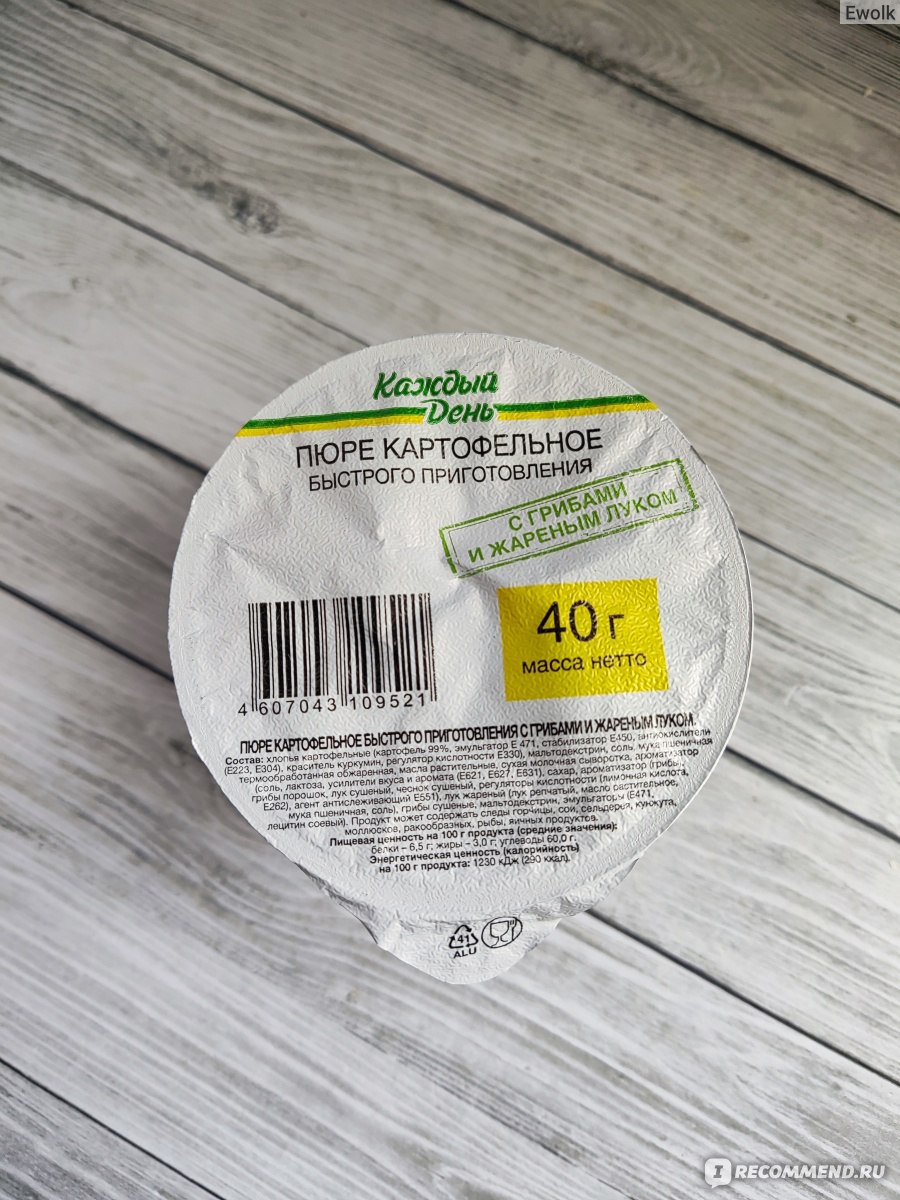 Ewolk
Каждый
День
ПЮРЕ КАРТОФЕЛЬНОЕ
БЫСТРОГО ПРИГОТОВЛЕНИЯ
С ГРИБАМИ
И ЖАРЕНЫМ ЛУКОМ
40 г
масса нетто
4 607043 109521
ПЮРЕ КАРТОФЕЛЬНОЕ БЫСТРОГО ПРИГОТОВЛЕНИЯ С ГРИБАМИ И ЖАРЕНЫМ ЛУКОМ.
Состав: хлопья картофельные (картофель 99%, эмульгатор Е 471, стабилизатор Е450, антиокислители
(Е223, Е304), краситель куркумин, регулятор кислотности Е330), мальтодекстрин, соль, мука пшеничная
термообработанная обжаренная, масла растительные, сухая молочная сыворотка, ароматизатор
(соль, лактоза, усилители вкуса и аромата (Е621, Е627, Е631), сахар, ароматизатор (грибы,
грибы порошок, лук сушеный, чеснок сушеный, регуляторы кислотности (лимонная кислота,
Е262), агент антислеживающий Е551), лук жареный (лук репчатый, масло растительное,
мука пшеничная, соль), грибы сушеные, мальтодекстрин, эмульгаторы (Е471,
лецитин соевый). Продукт может содержать следы горчицы, сои, сельдерея, кунжута,
моллюсков, ракообразных, рыбы, яичных продуктов.
Пищевая ценность на 100 г продукта (средние значения):
белки – 6,5 г; жиры – 3,0 г; углеводы 60,0 г.
Энергетическая ценность (калорийность)
на 100 г продукта: 1230 кДж (290 ккал).
41
ALU
IRECOMMEND.RU